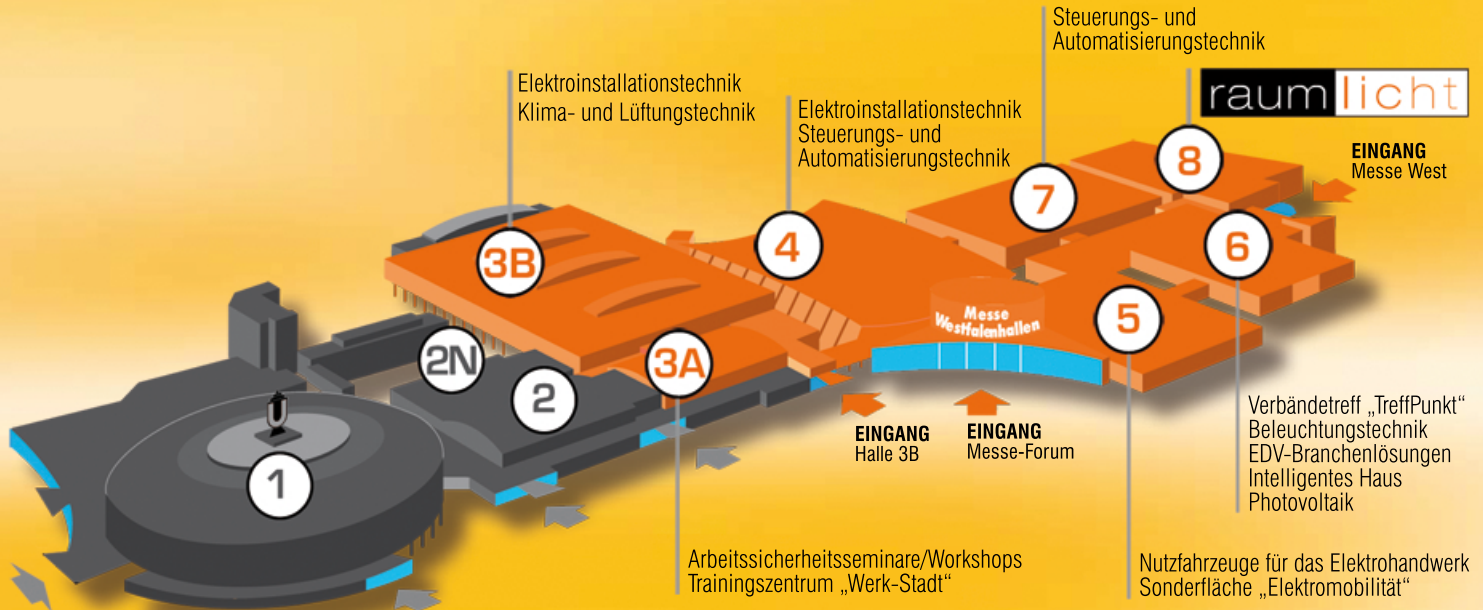 Steuerungs- und
Automatisierungstechnik
raumlicht
Elektroinstallationstechnik
Klima- und Lüftungstechnik
Elektroinstallationstechnik
Steuerungs- und
Automatisierungstechnik
EINGANG
Messe West
8
7
6
4
3B
5
Messe
Westfalenhallen
2N
3A
2
1
EINGANG
Halle 3B
EINGANG
Messe-Forum
Verbändetreff „TreffPunkt“
Beleuchtungstechnik
EDV-Branchenlösungen
Intelligentes Haus
Photovoltaik
Arbeitssicherheitsseminare/Workshops
Trainingszentrum „Werk-Stadt“
Nutzfahrzeuge für das Elektrohandwerk
Sonderfläche „Elektromobilität“